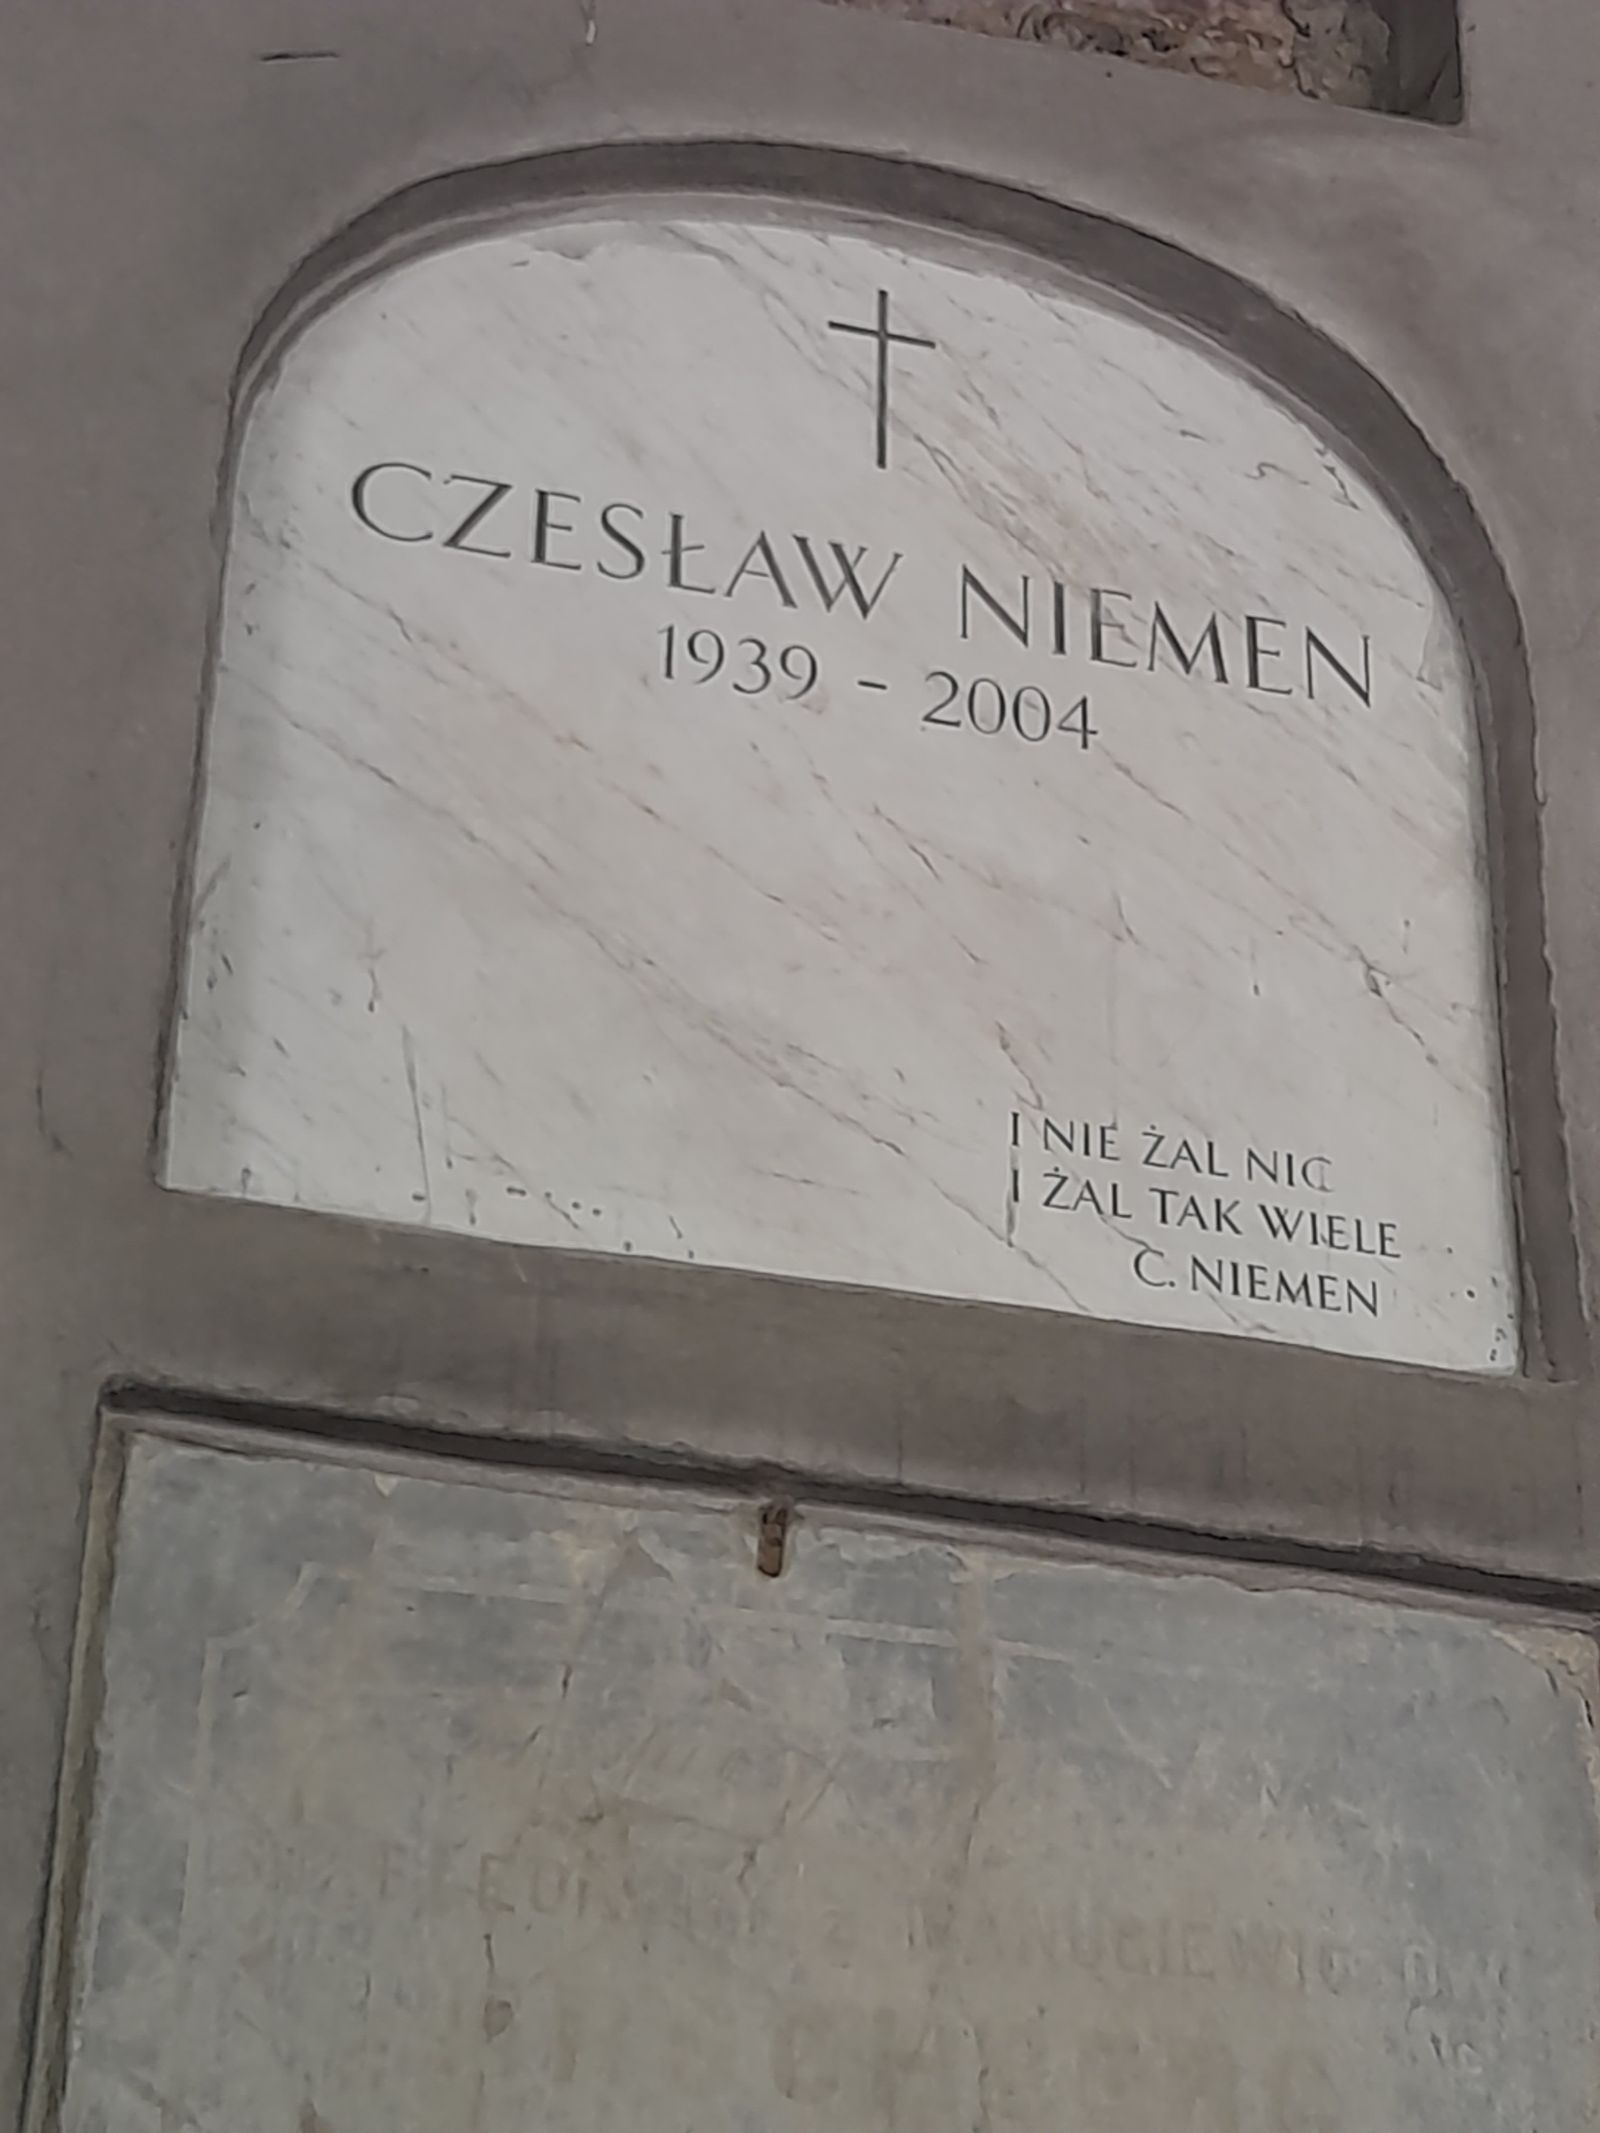 CZESŁAW NIEMEN
1939 - 2004
I NIE ŻAL NIC
I ŻAL TAK WIELE
C. NIEMEN